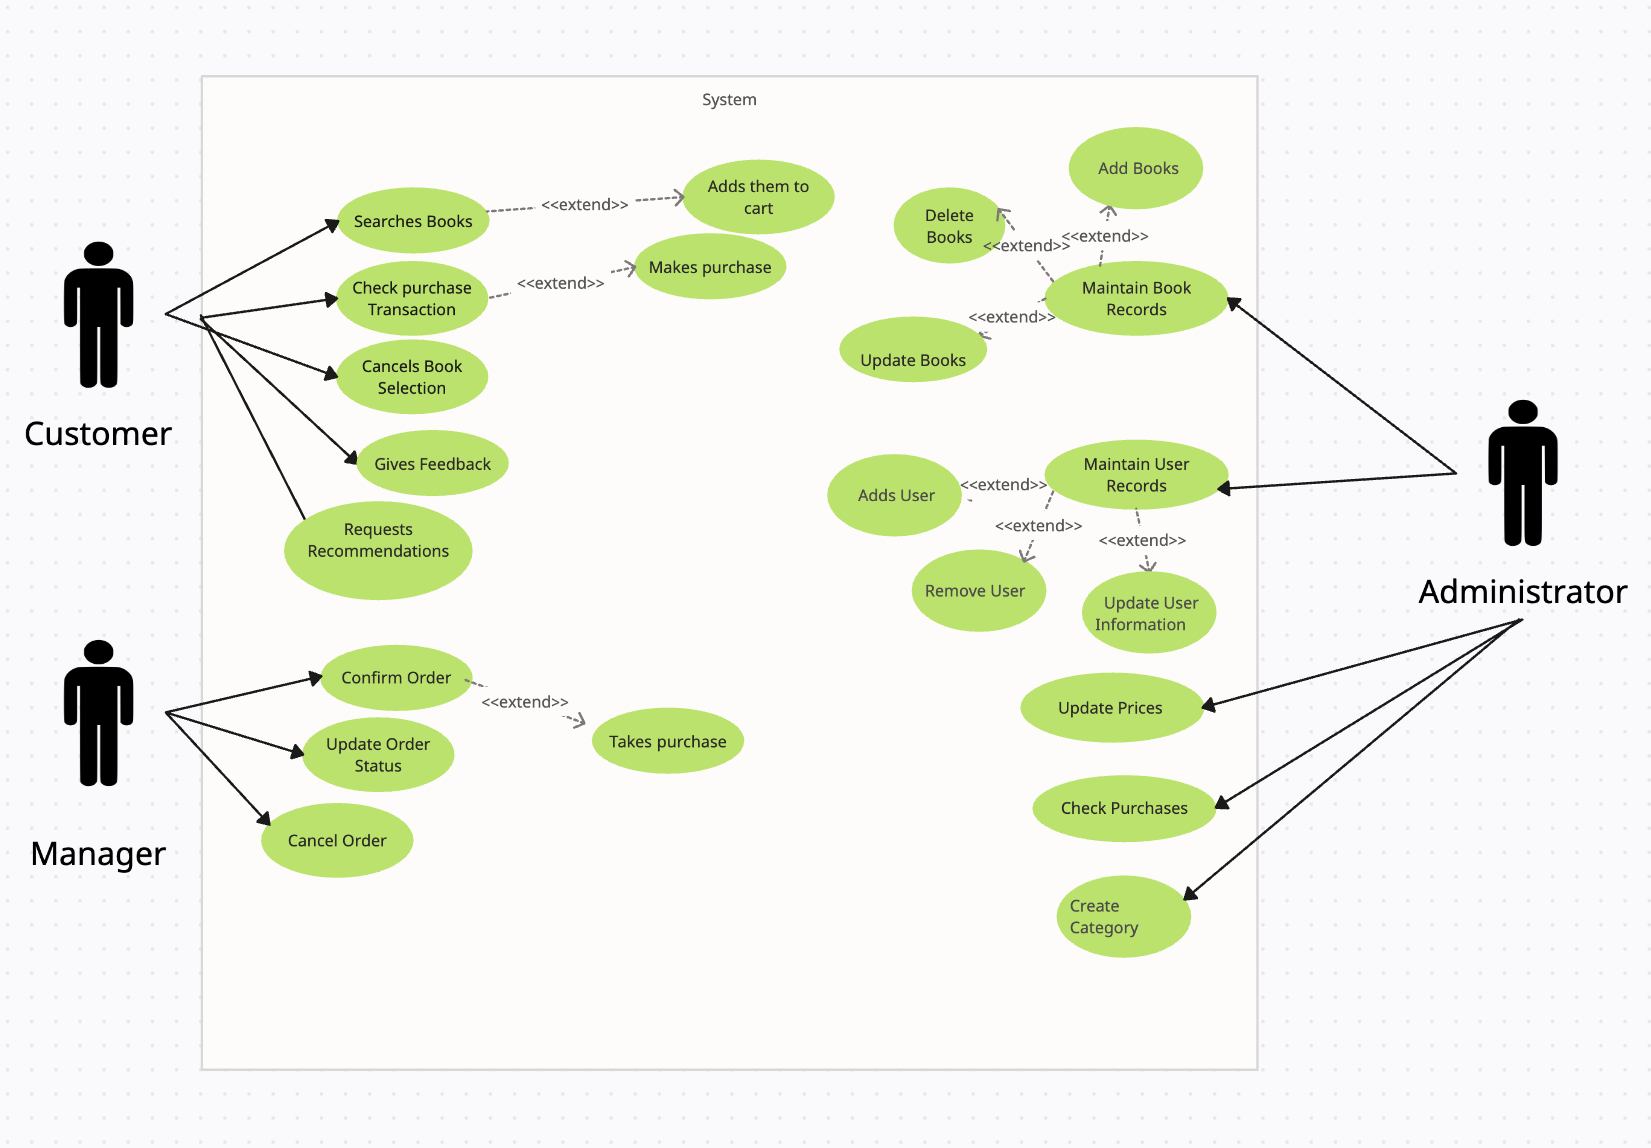 System
Searches Books
<<extend>>
Adds them to
cart
Check purchase
Transaction
<<extend>>
Makes purchase
Cancels Book
Selection
Gives Feedback
Requests
Recommendations
Customer
Confirm Order
<<extend>>
Takes purchase
Update Order
Status
Cancel Order
Manager
Add Books
Delete
Books
<<extend>>
<<extend>>
Maintain Book
Records
<<extend>>
Update Books
Maintain User
Records
Adds User
<<extend>>
<<extend>>
<<extend>>
Remove User
Update User
Information
Administrator
Update Prices
Check Purchases
Create
Category